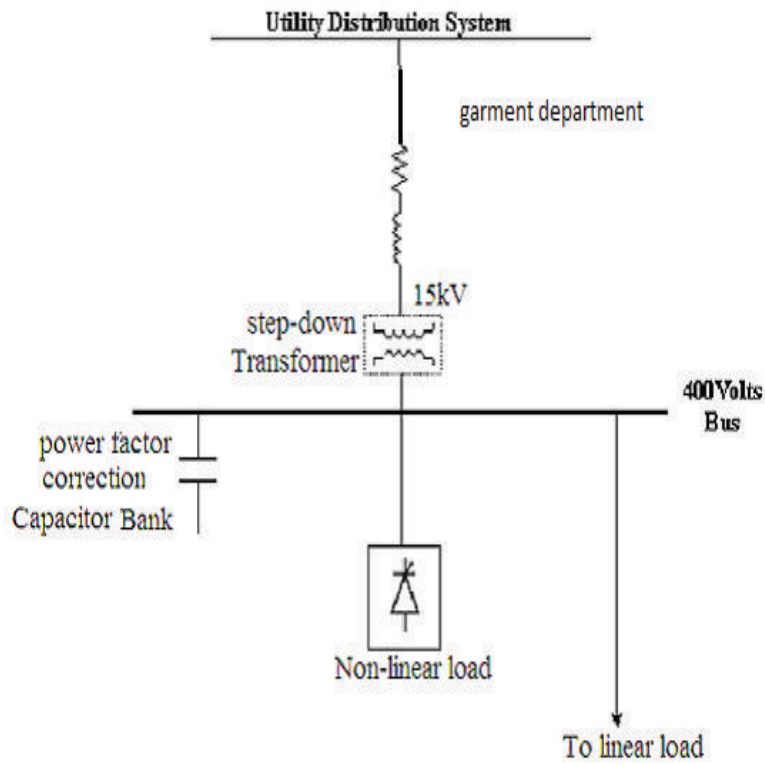 Utility Distribution System
garment department
15kV
step-down
Transformer
400Volts
Bus
power factor
correction
Capacitor Bank
Non-linear load
To linear load